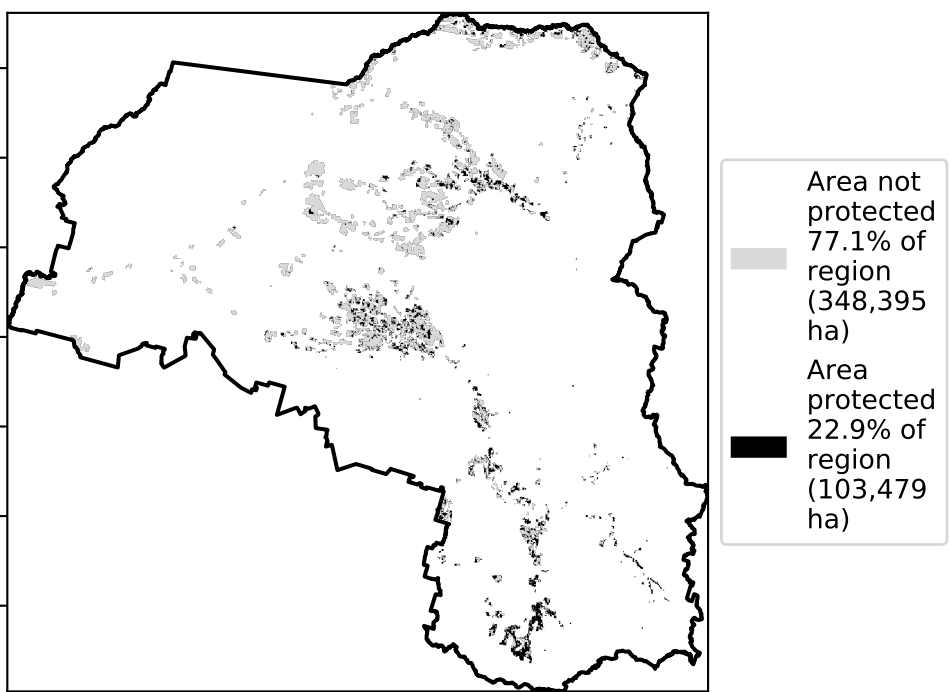 Area not
protected
77.1% of
region
(348,395
ha)
Area
protected
22.9% of
region
(103,479
ha)